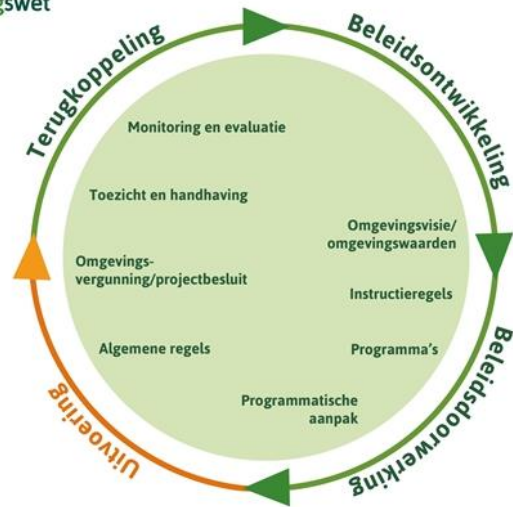 gswet
Beleidsontwikkeling
Terugkoppeling
Monitoring en evaluatie
Toezicht en handhaving
Omgevingsvisie/
omgevingswaarden
Omgevings-
vergunning/projectbesluit
Instructieregels
Algemene regels
Programma's
Programmatische
aanpak
Beleidsdoorwerking
Uitvoering